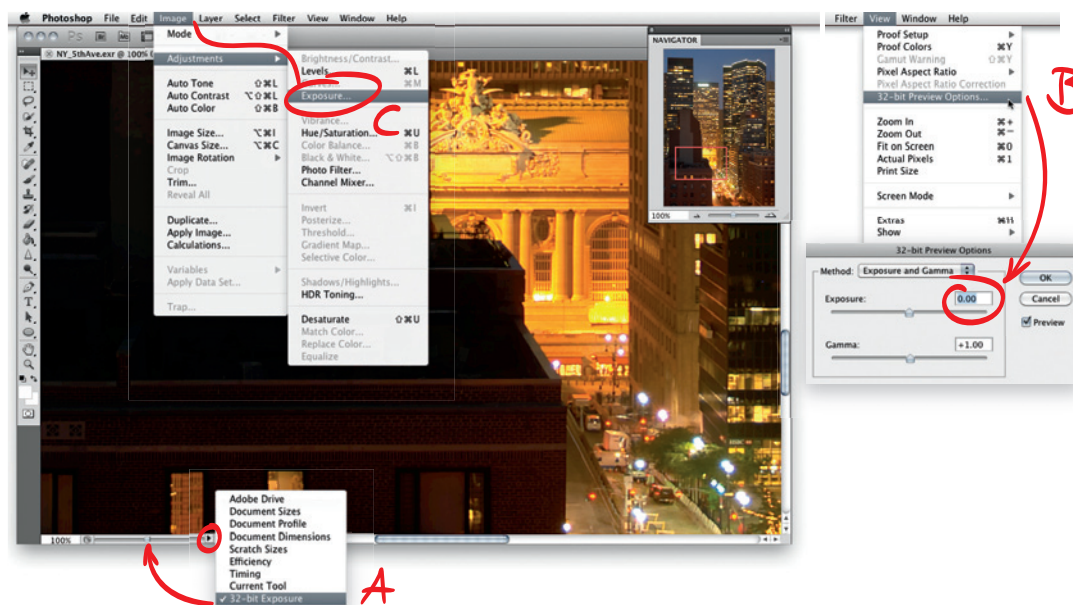 Photoshop File Edit Image Layer Select Filter View Window Help
Ps
NY_5thAve.exr @ 100%
Mode
Adjustments
Auto Tone ⇧⌘L
Auto Contrast ⌥⇧⌘L
Auto Color ⇧⌘B
Image Size... ⌥⌘I
Canvas Size... ⌥⌘C
Image Rotation
Crop
Trim...
Reveal All
Duplicate...
Apply Image...
Calculations...
Variables
Apply Data Set...
Trap...
Brightness/Contrast...
Levels... ⌘L
⌘M
Exposure...
Vibrance...
Hue/Saturation... ⌘U
Color Balance... ⌘B
Black & White... ⌥⇧⌘B
Photo Filter...
Channel Mixer...
Invert ⌘I
Posterize...
Threshold...
Gradient Map...
Selective Color...
Shadows/Highlights...
HDR Toning...
Desaturate ⇧⌘U
Match Color...
Replace Color...
Equalize
C
NAVIGATOR
100%
100%
Adobe Drive
Document Sizes
Document Profile
Document Dimensions
Scratch Sizes
Efficiency
Timing
Current Tool
✓ 32-bit Exposure
A
Filter View Window Help
Proof Setup
Proof Colors ⌘Y
Gamut Warning ⇧⌘Y
Pixel Aspect Ratio
Pixel Aspect Ratio Correction
32-bit Preview Options...
Zoom In ⌘+
Zoom Out ⌘−
Fit on Screen ⌘0
Actual Pixels ⌘1
Print Size
Screen Mode
Extras ⌘H
Show
B
32-bit Preview Options
Method: Exposure and Gamma
OK
Exposure: 0.00
Cancel
Preview
Gamma: +1.00